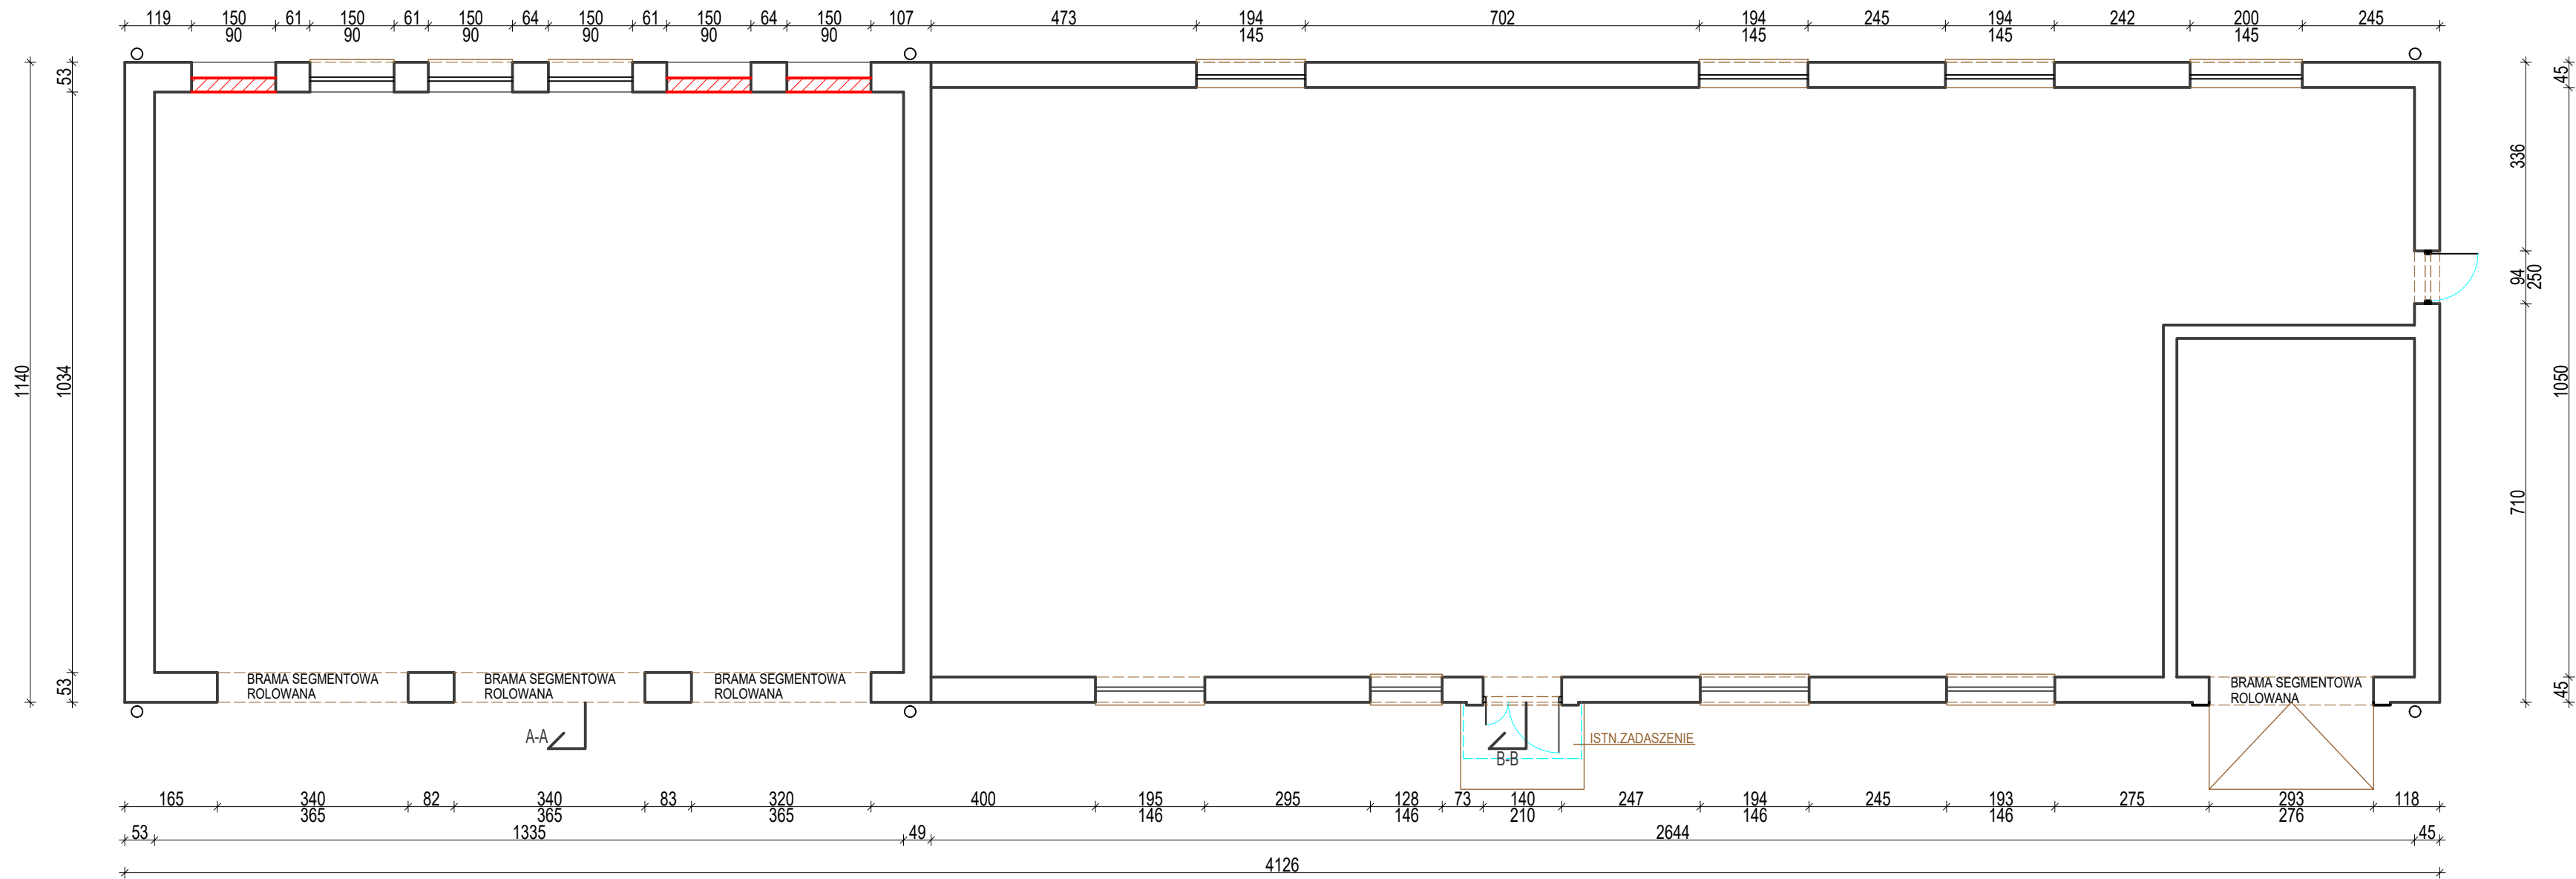 119 150 61 150 61 150 64 150 61 150 64 150 107 473 194 702 194 245 194 242 200 245
90 90 90 90 90 90 145 145 145 145
53
1034
53
1140
45
1050
45
336
94
250
710
BRAMA SEGMENTOWA
ROLOWANA
BRAMA SEGMENTOWA
ROLOWANA
BRAMA SEGMENTOWA
ROLOWANA
BRAMA SEGMENTOWA
ROLOWANA
A-A
B-B
ISTN.ZADASZENIE
165 340 82 340 83 320 400 195 295 128 73 140 247 194 245 193 275 293 118
365 365 365 146 146 210 146 146 276
53 1335 49 2644 45
4126